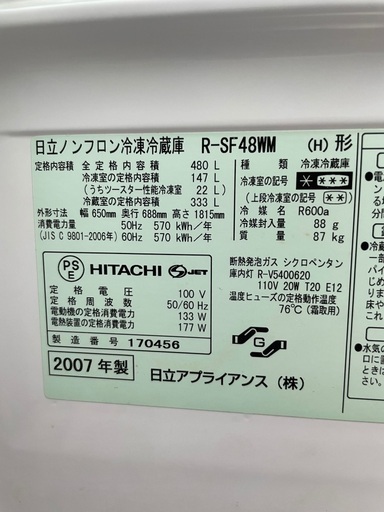 日立ノンフロン冷凍冷蔵庫 R-SF48WM (H) 形
定格内容積 全定格内容積 480 L
冷凍室の定格内容積 147 L
(うちツースター性能冷凍室 22 L)
冷蔵室の定格内容積 333 L
外形寸法 幅 650mm 奥行 688mm 高さ 1815mm
消費電力量 50Hz 570 kWh/年
(JIS C 9801-2006年) 60Hz 570 kWh/年
種類 冷凍冷蔵庫
冷凍室の記号 ****
(上段冷凍室の記号 **)
冷媒 R600a
冷媒封入量 88 g
質量 87 kg
PSE HITACHI JET
定格電圧 100 V
定格周波数 50/60 Hz
電動機の定格消費電力 133 W
電熱装置の定格消費電力 177 W
製造番号 170456
断熱発泡ガス シクロペンタン
庫内灯 R-V5400620
110V 20W T20 E12
温度ヒューズの定格動作温度
76℃ (霜取用)
G
2007年製
日立アプライアンス(株)